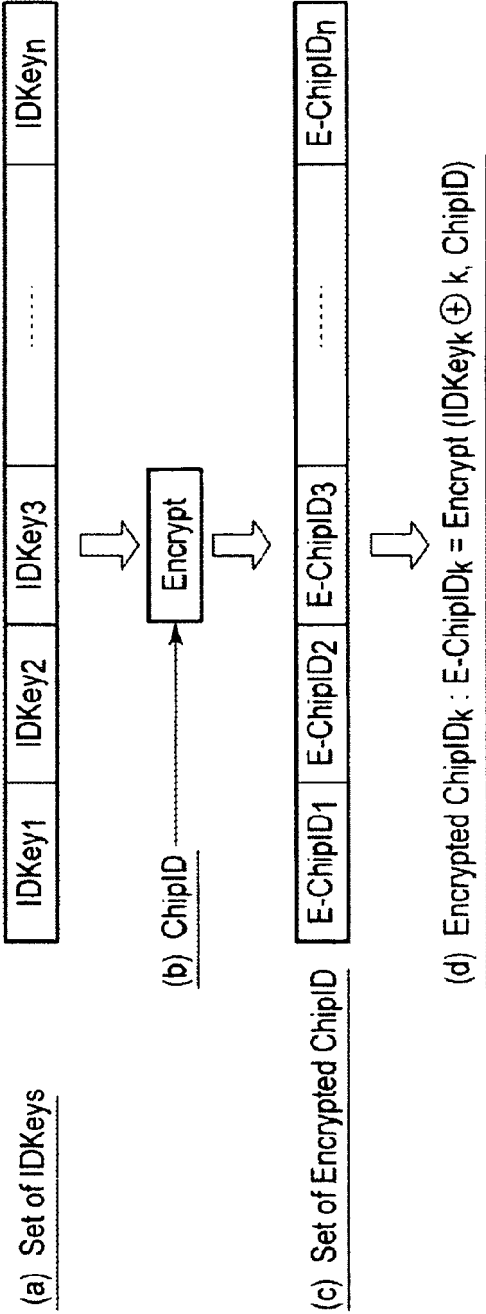 (a) Set of IDKeys
IDKey1 IDKey2 IDKey3 ........ IDKeyn
(b) ChipID
Encrypt
(c) Set of Encrypted ChipID
E-ChipID1 E-ChipID2 E-ChipID3 ........ E-ChipIDn
(d) Encrypted ChipIDk : E-ChipIDk = Encrypt (IDKeyk ⊕ k, ChipID)